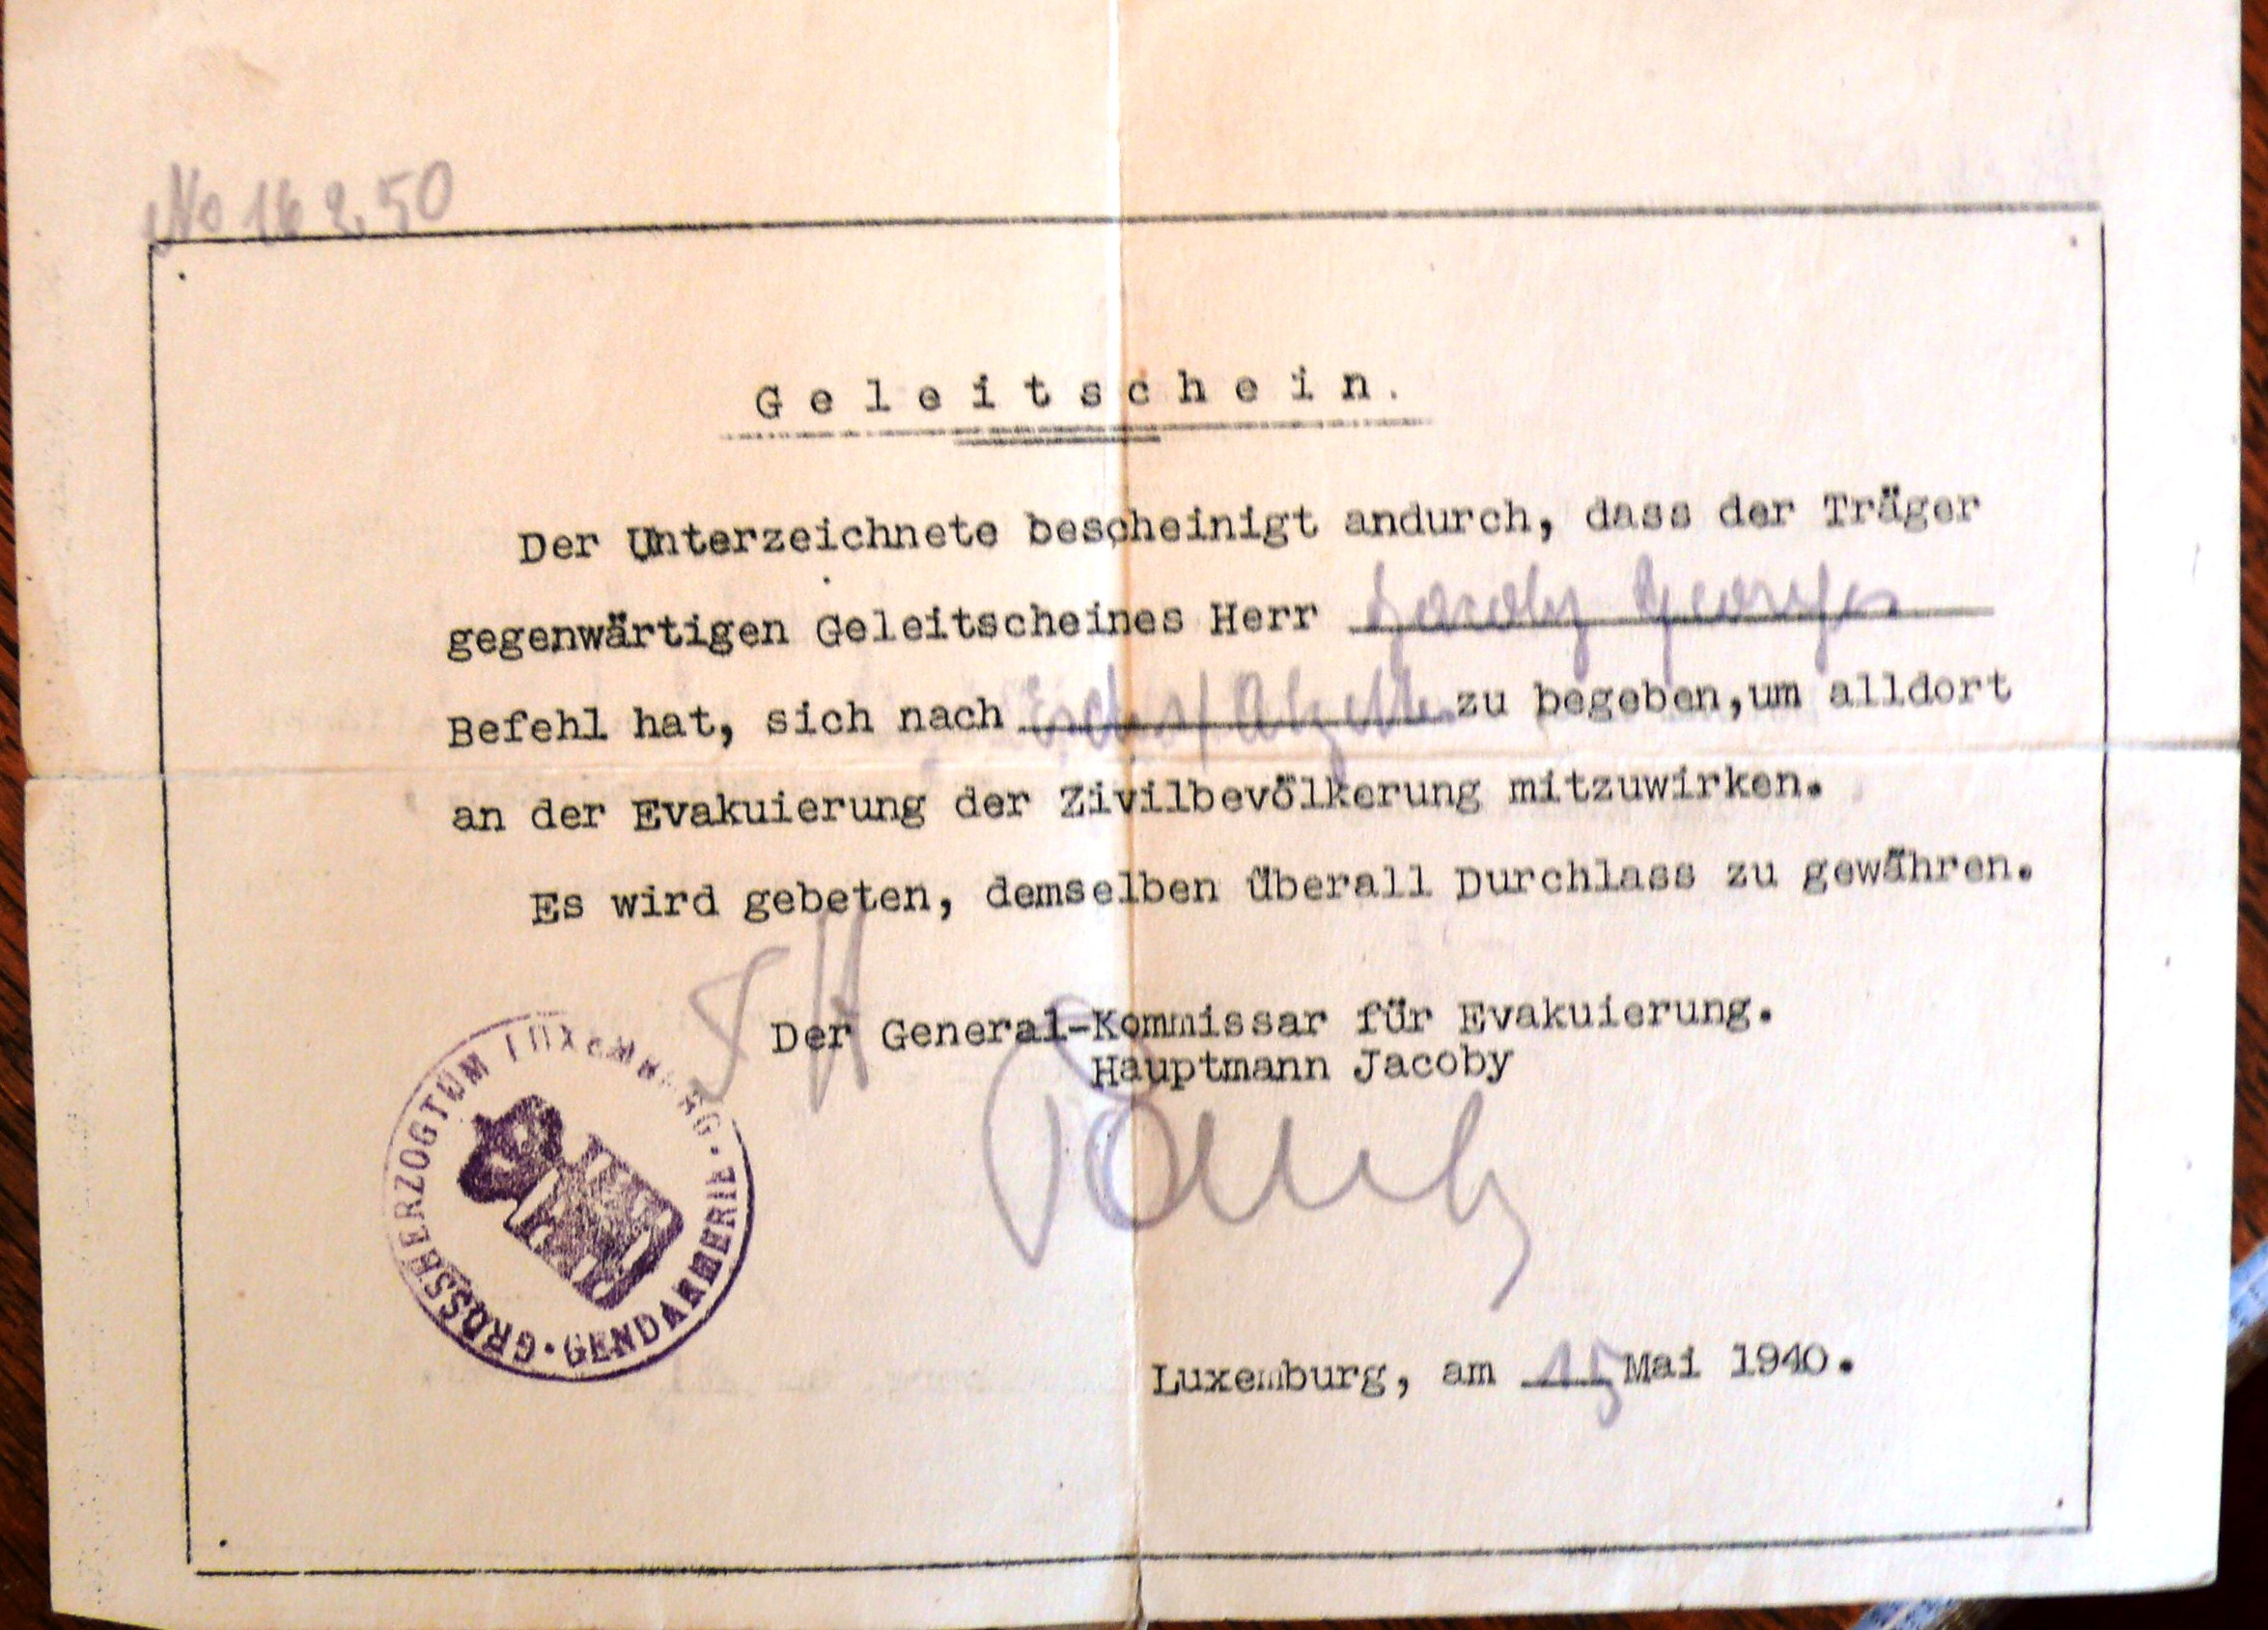 No 16250
Geleitschein.
Der Unterzeichnete bescheinigt andurch, dass der Träger
gegenwärtigen Geleitscheines Herr Jacoby Georges
Befehl hat, sich nach Esch s/ Alzette zu begeben,um alldort
an der Evakuierung der Zivilbevölkerung mitzuwirken.
Es wird gebeten, demselben überall Durchlass zu gewähren.
Der General-Kommissar für Evakuierung.
Hauptmann Jacoby
GROSSHERZOGTUM LUXEMBURG · GENDARMERIE ·
Luxemburg, am 15 Mai 1940.